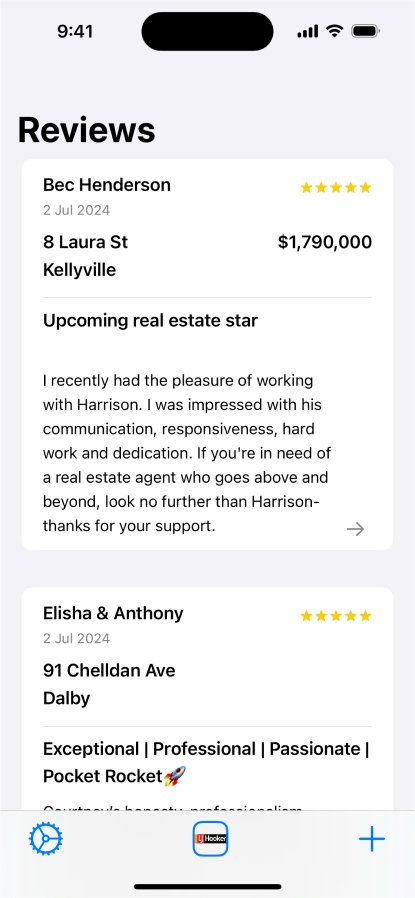 9:41
Reviews
Bec Henderson
2 Jul 2024
8 Laura St $1,790,000
Kellyville
Upcoming real estate star
I recently had the pleasure of working
with Harrison. I was impressed with his
communication, responsiveness, hard
work and dedication. If you're in need of
a real estate agent who goes above and
beyond, look no further than Harrison-
thanks for your support.
Elisha & Anthony
2 Jul 2024
91 Chelldan Ave
Dalby
Exceptional | Professional | Passionate |
Pocket Rocket🚀
Courtney's honesty, professionalism
Hooker